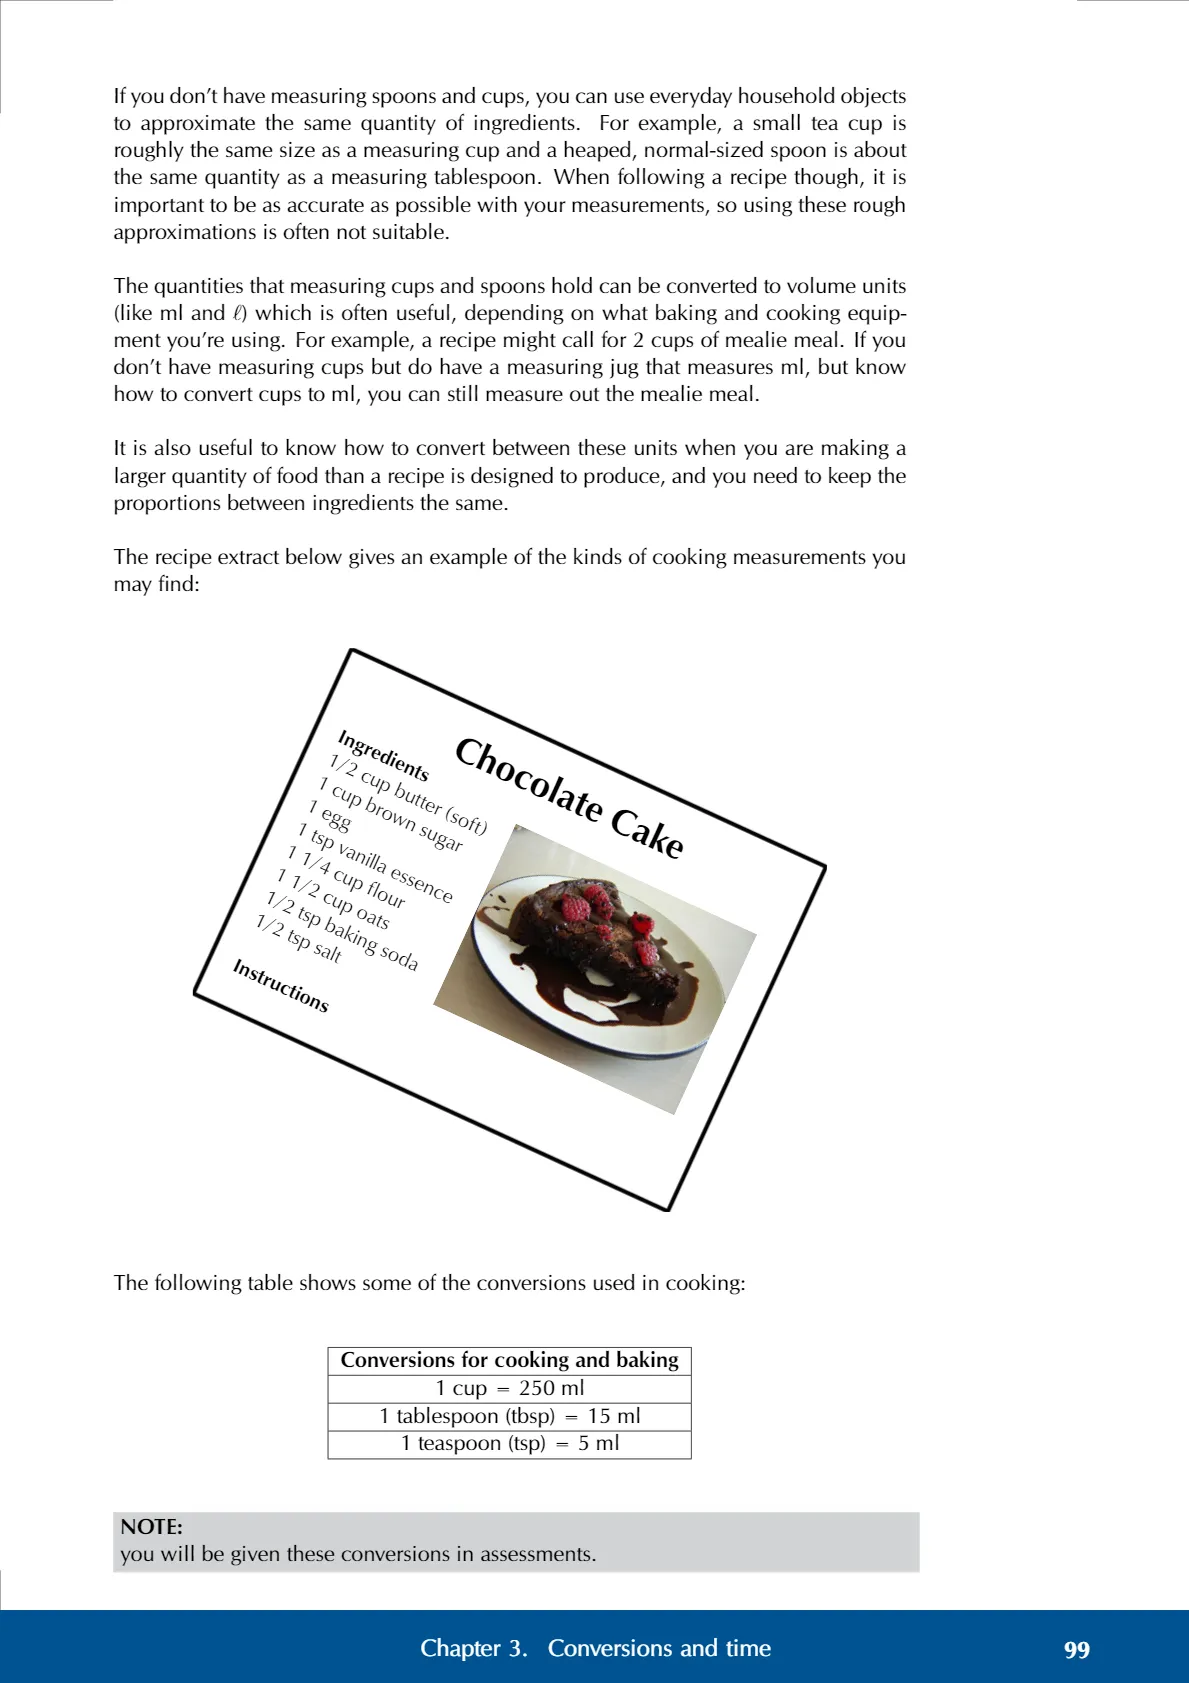 If you don’t have measuring spoons and cups, you can use everyday household objects
to approximate the same quantity of ingredients. For example, a small tea cup is
roughly the same size as a measuring cup and a heaped, normal-sized spoon is about
the same quantity as a measuring tablespoon. When following a recipe though, it is
important to be as accurate as possible with your measurements, so using these rough
approximations is often not suitable.
The quantities that measuring cups and spoons hold can be converted to volume units
(like ml and ℓ) which is often useful, depending on what baking and cooking equip-
ment you’re using. For example, a recipe might call for 2 cups of mealie meal. If you
don’t have measuring cups but do have a measuring jug that measures ml, but know
how to convert cups to ml, you can still measure out the mealie meal.
It is also useful to know how to convert between these units when you are making a
larger quantity of food than a recipe is designed to produce, and you need to keep the
proportions between ingredients the same.
The recipe extract below gives an example of the kinds of cooking measurements you
may find:
Chocolate Cake
Ingredients
1/2 cup butter (soft)
1 cup brown sugar
1 egg
1 tsp vanilla essence
1 1/4 cup flour
1 1/2 cup oats
1/2 tsp baking soda
1/2 tsp salt
Instructions
The following table shows some of the conversions used in cooking:
Conversions for cooking and baking
1 cup = 250 ml
1 tablespoon (tbsp) = 15 ml
1 teaspoon (tsp) = 5 ml
NOTE:
you will be given these conversions in assessments.
Chapter 3. Conversions and time
99